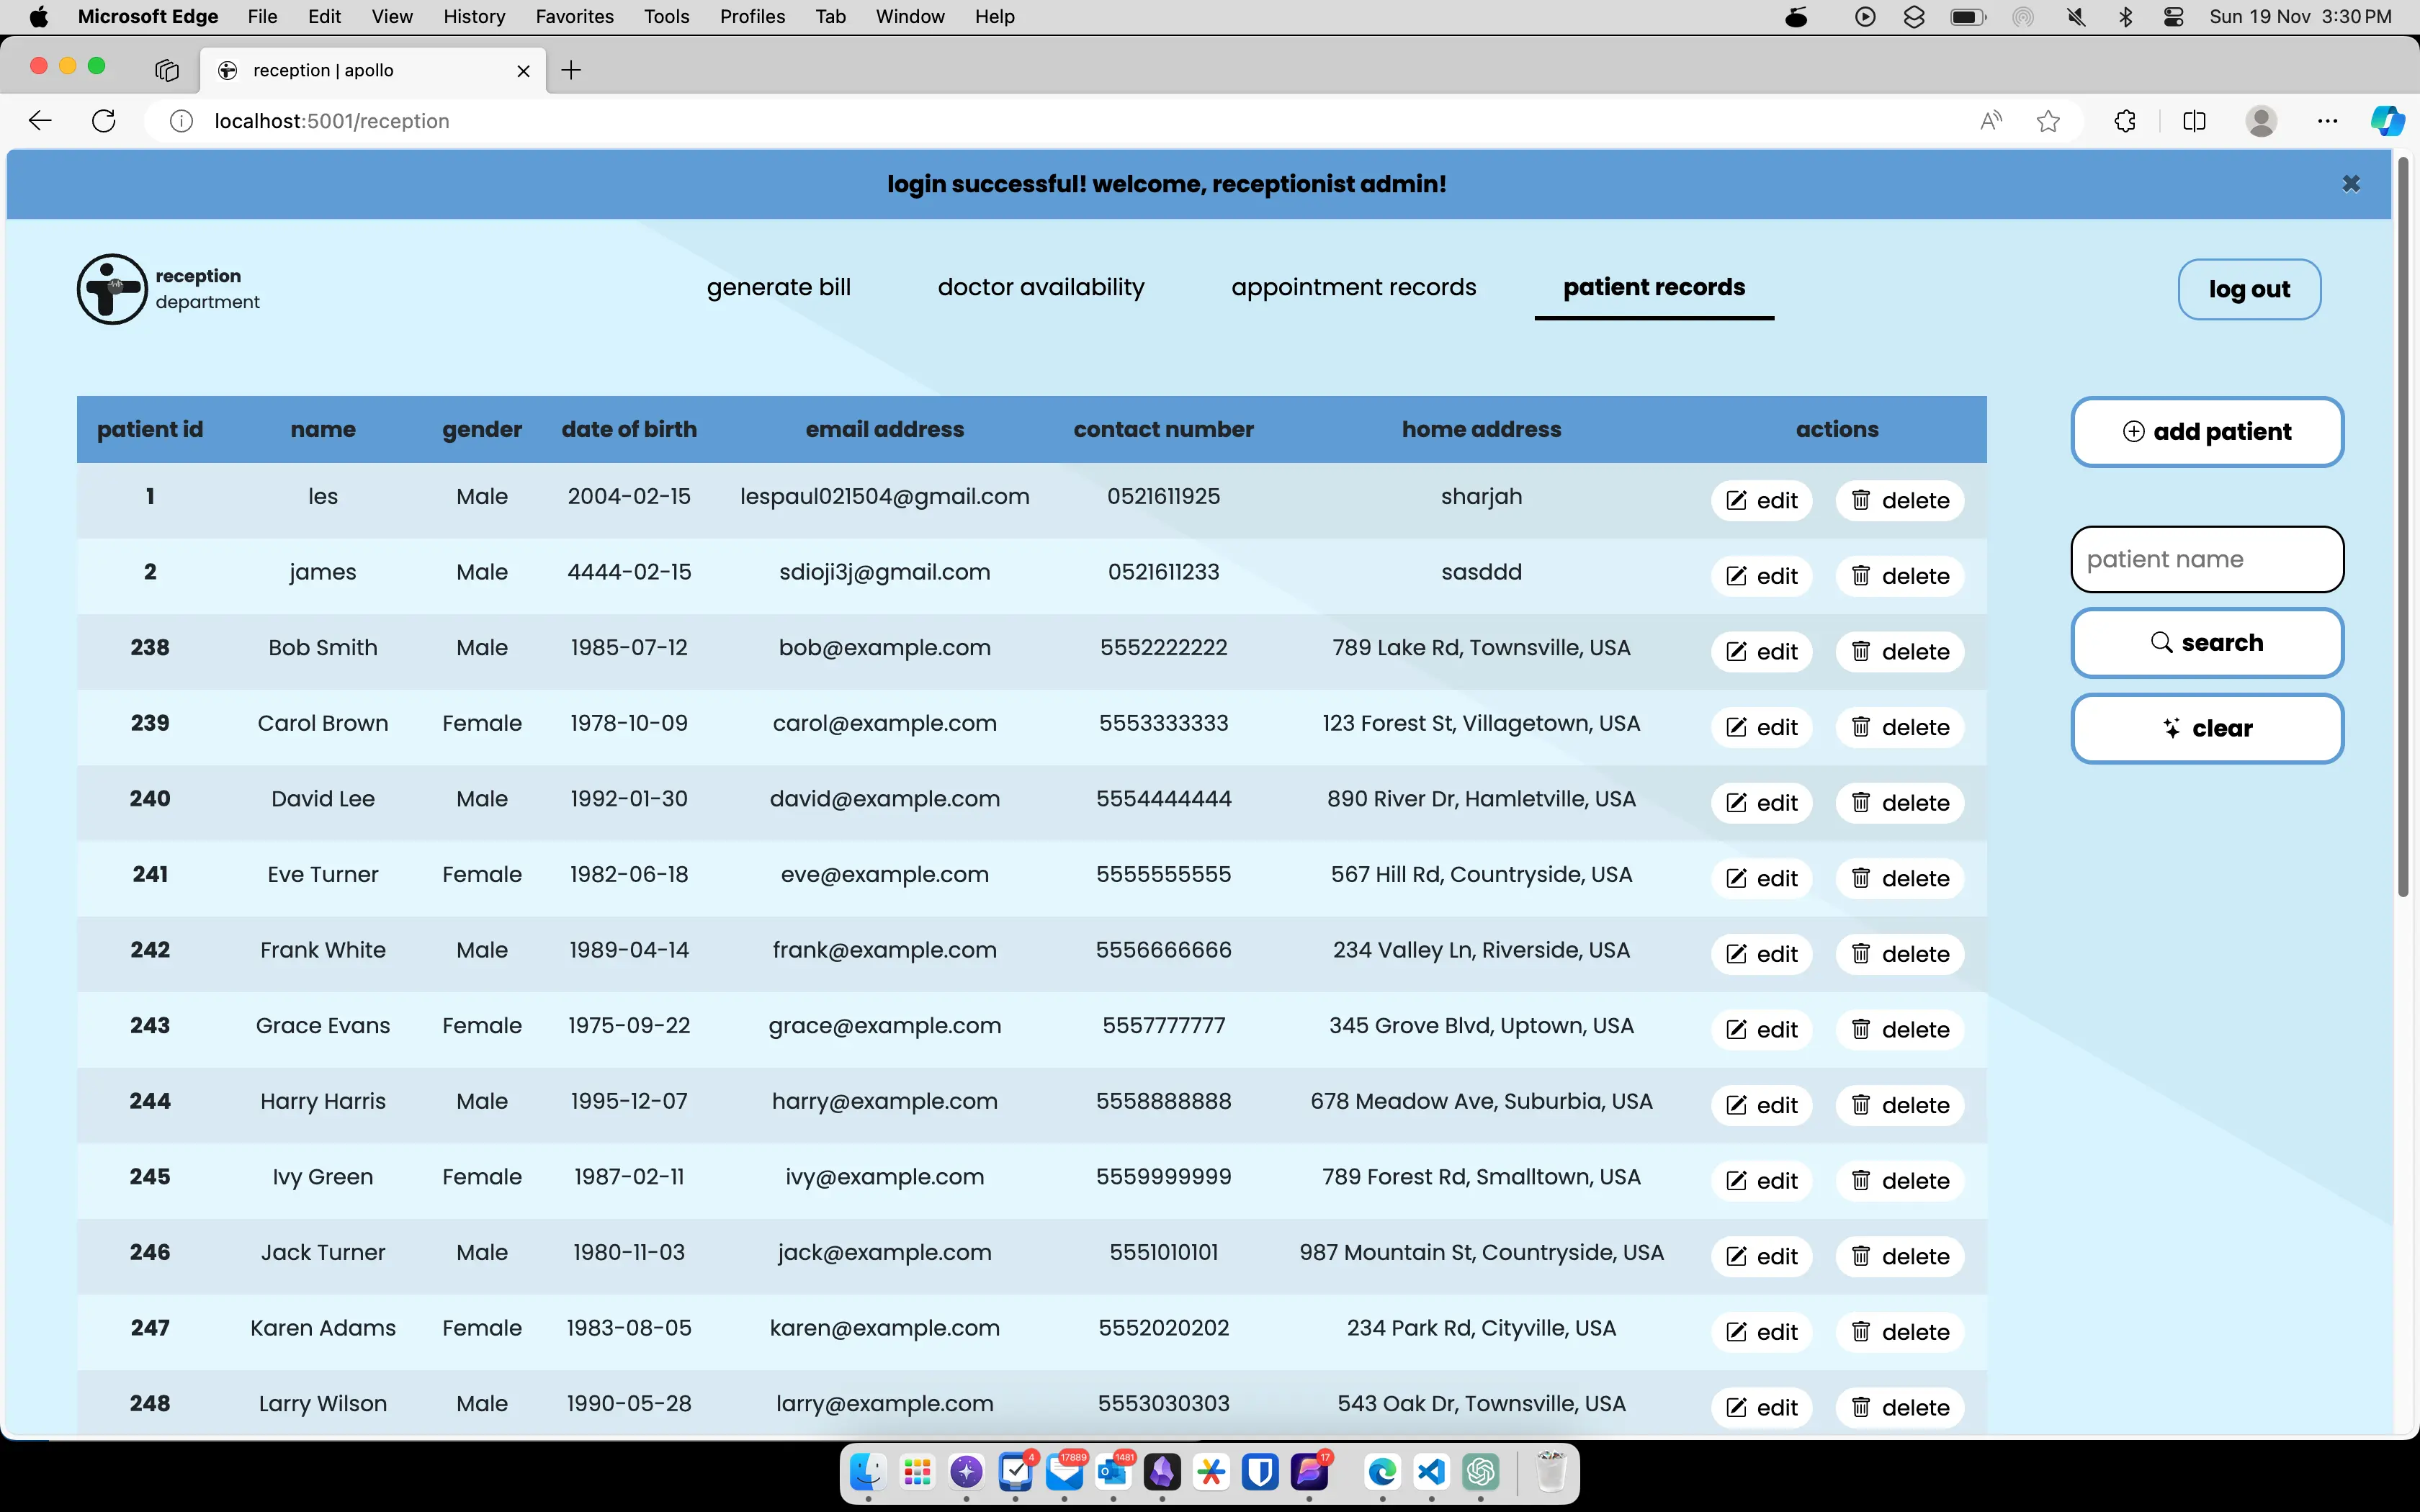 Microsoft Edge File Edit View History Favorites Tools Profiles Tab Window Help Sun 19 Nov 3:30 PM
reception | apollo
localhost:5001/reception
login successful! welcome, receptionist admin!
reception
department
generate bill doctor availability appointment records patient records log out
patient id name gender date of birth email address contact number home address actions
add patient
1 les Male 2004-02-15 lespaul021504@gmail.com 0521611925 sharjah edit delete
patient name
2 james Male 4444-02-15 sdioji3j@gmail.com 0521611233 sasddd edit delete
238 Bob Smith Male 1985-07-12 bob@example.com 5552222222 789 Lake Rd, Townsville, USA edit delete
search
239 Carol Brown Female 1978-10-09 carol@example.com 5553333333 123 Forest St, Villagetown, USA edit delete
clear
240 David Lee Male 1992-01-30 david@example.com 5554444444 890 River Dr, Hamletville, USA edit delete
241 Eve Turner Female 1982-06-18 eve@example.com 5555555555 567 Hill Rd, Countryside, USA edit delete
242 Frank White Male 1989-04-14 frank@example.com 5556666666 234 Valley Ln, Riverside, USA edit delete
243 Grace Evans Female 1975-09-22 grace@example.com 5557777777 345 Grove Blvd, Uptown, USA edit delete
244 Harry Harris Male 1995-12-07 harry@example.com 5558888888 678 Meadow Ave, Suburbia, USA edit delete
245 Ivy Green Female 1987-02-11 ivy@example.com 5559999999 789 Forest Rd, Smalltown, USA edit delete
246 Jack Turner Male 1980-11-03 jack@example.com 5551010101 987 Mountain St, Countryside, USA edit delete
247 Karen Adams Female 1983-08-05 karen@example.com 5552020202 234 Park Rd, Cityville, USA edit delete
248 Larry Wilson Male 1990-05-28 larry@example.com 5553030303 543 Oak Dr, Townsville, USA edit delete
4 17889 1481 17